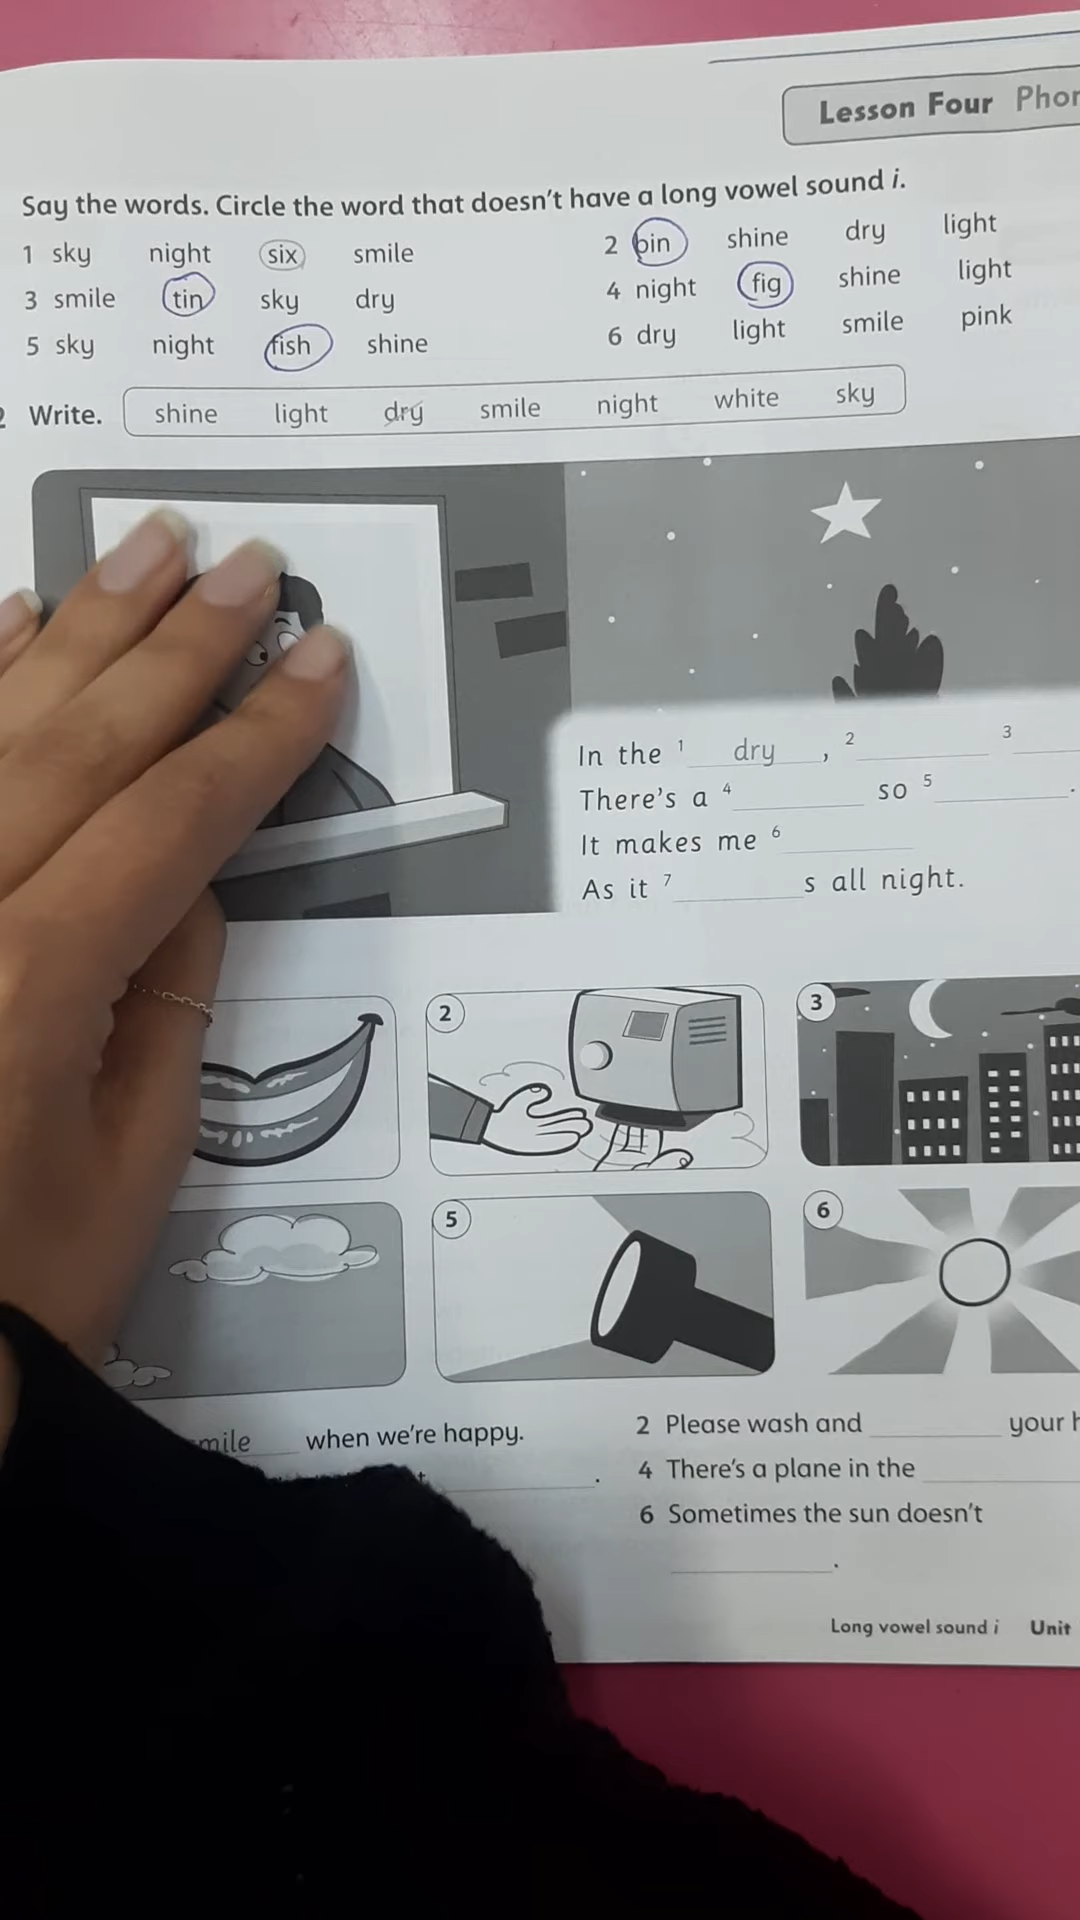 Lesson Four
Say the words. Circle the word that doesn't have a long vowel sound i.
1 sky night six smile
2 bin shine dry light
3 smile tin sky dry
4 night fig shine light
5 sky night fish shine
6 dry light smile pink
Write.
shine light dry smile night white sky
In the 1 dry , 2 3
There's a 4 so 5 .
It makes me 6
As it 7 s all night.
2
3
5
6
when we're happy.
2 Please wash and your
.
4 There's a plane in the
6 Sometimes the sun doesn't
.
Long vowel sound i Unit